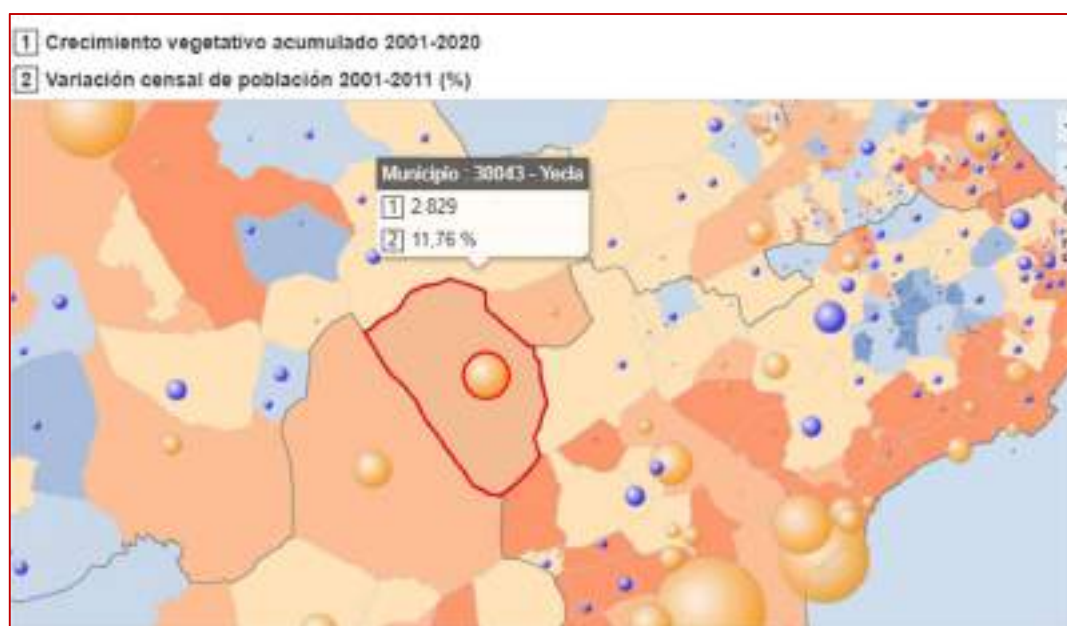 1 Crecimiento vegetativo acumulado 2001-2020
2 Variación censal de población 2001-2011 (%)
Municipio : 30043 - Yecla
1 2 829
2 11,76 %